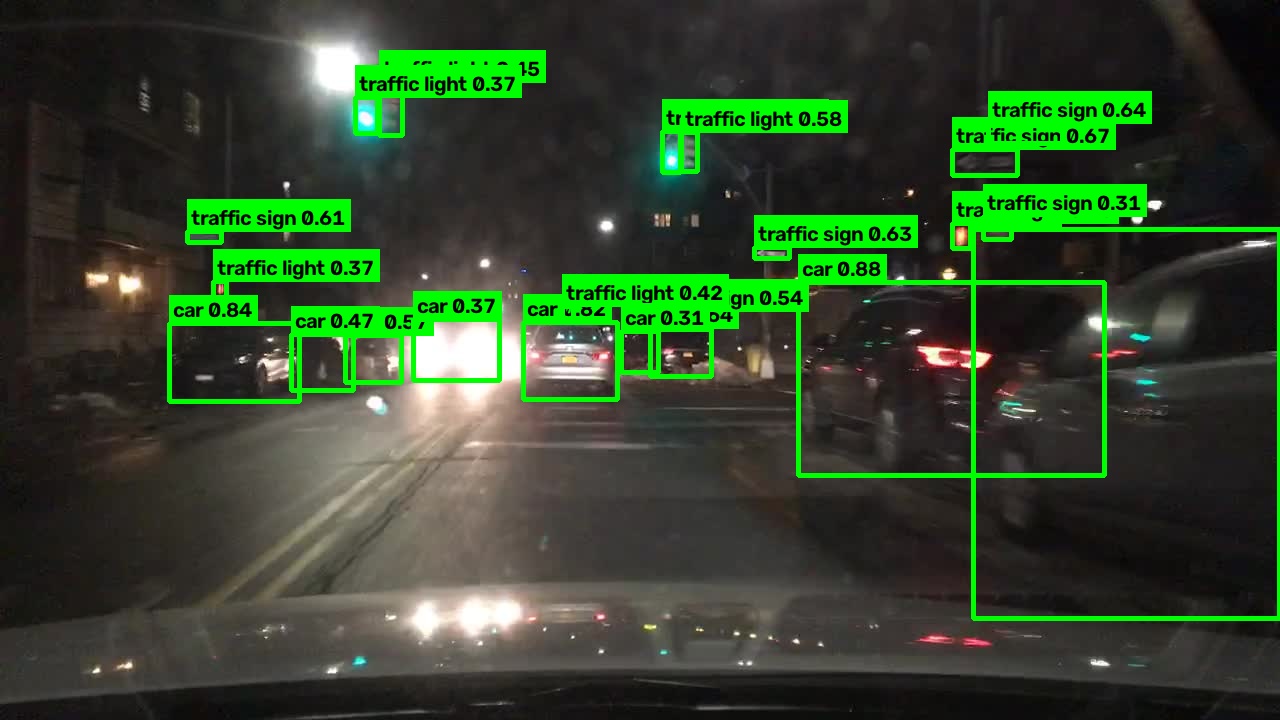 traffic light 0.37
traffic light 0.58
traffic sign 0.64
traffic sign 0.67
traffic sign 0.61
traffic sign 0.31
traffic sign 0.63
traffic light 0.37
car 0.88
traffic light 0.42
car 0.84
car 0.47
car 0.37
car 0.31